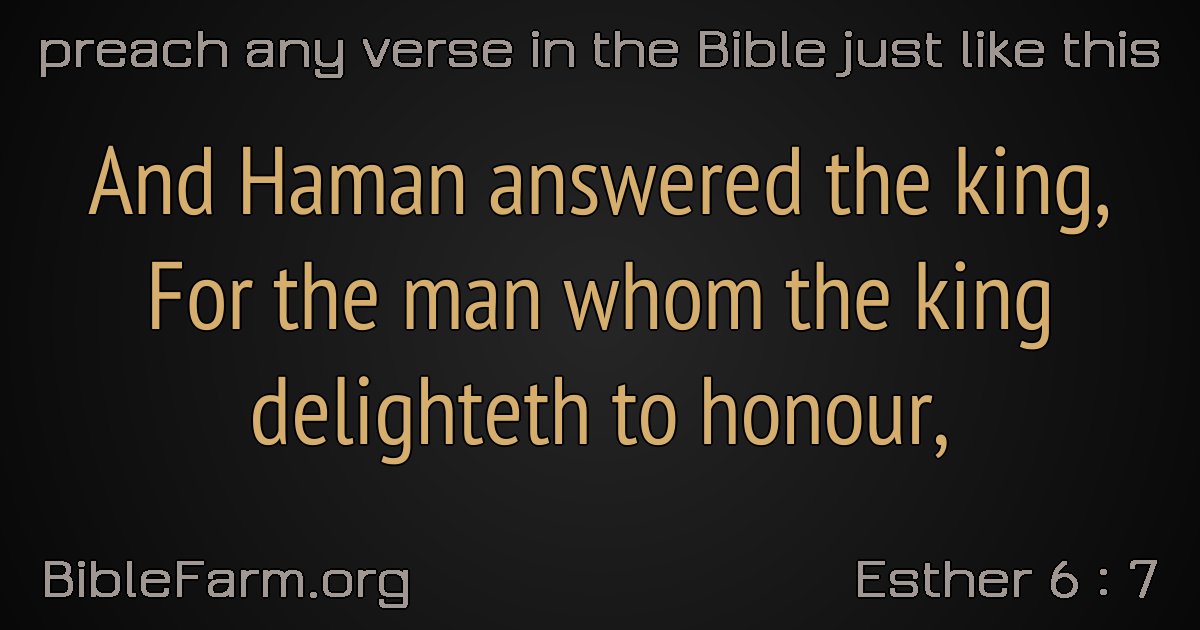 preach any verse in the Bible just like this
And Haman answered the king,
For the man whom the king
delighteth to honour,
BibleFarm.org
Esther 6 : 7